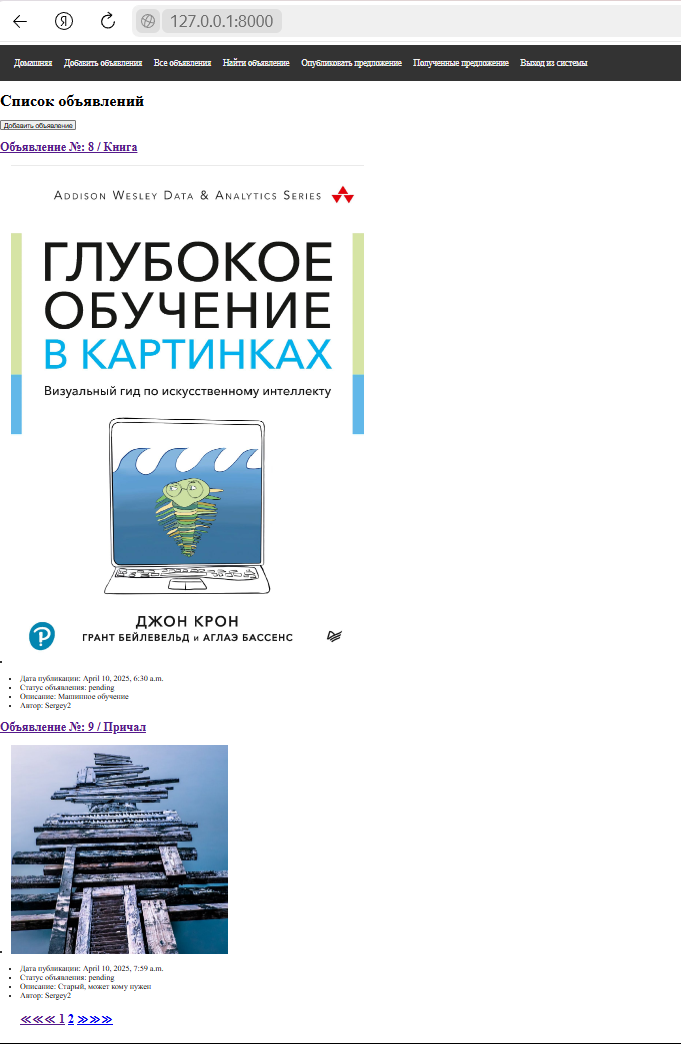 127.0.0.1:8000
Домашняя Добавить объявления Все объявления Найти объявление Опубликовать предложение Полученные предложение Выход из системы
Список объявлений
Добавить объявление
Объявление №: 8 / Книга
ADDISON WESLEY DATA & ANALYTICS SERIES
ГЛУБОКОЕ
ОБУЧЕНИЕ
В КАРТИНКАХ
Визуальный гид по искусственному интеллекту
ДЖОН КРОН
ГРАНТ БЕЙЛЕВЕЛЬД И АГЛАЭ БАССЕНС
Дата публикации: April 10, 2025, 6:30 a.m.
Статус объявления: pending
Описание: Машинное обучение
Автор: Sergey2
Объявление №: 9 / Причал
Дата публикации: April 10, 2025, 7:59 a.m.
Статус объявления: pending
Описание: Старый, может кому нужен
Автор: Sergey2
≪≪≪ 1 2 ≫≫≫